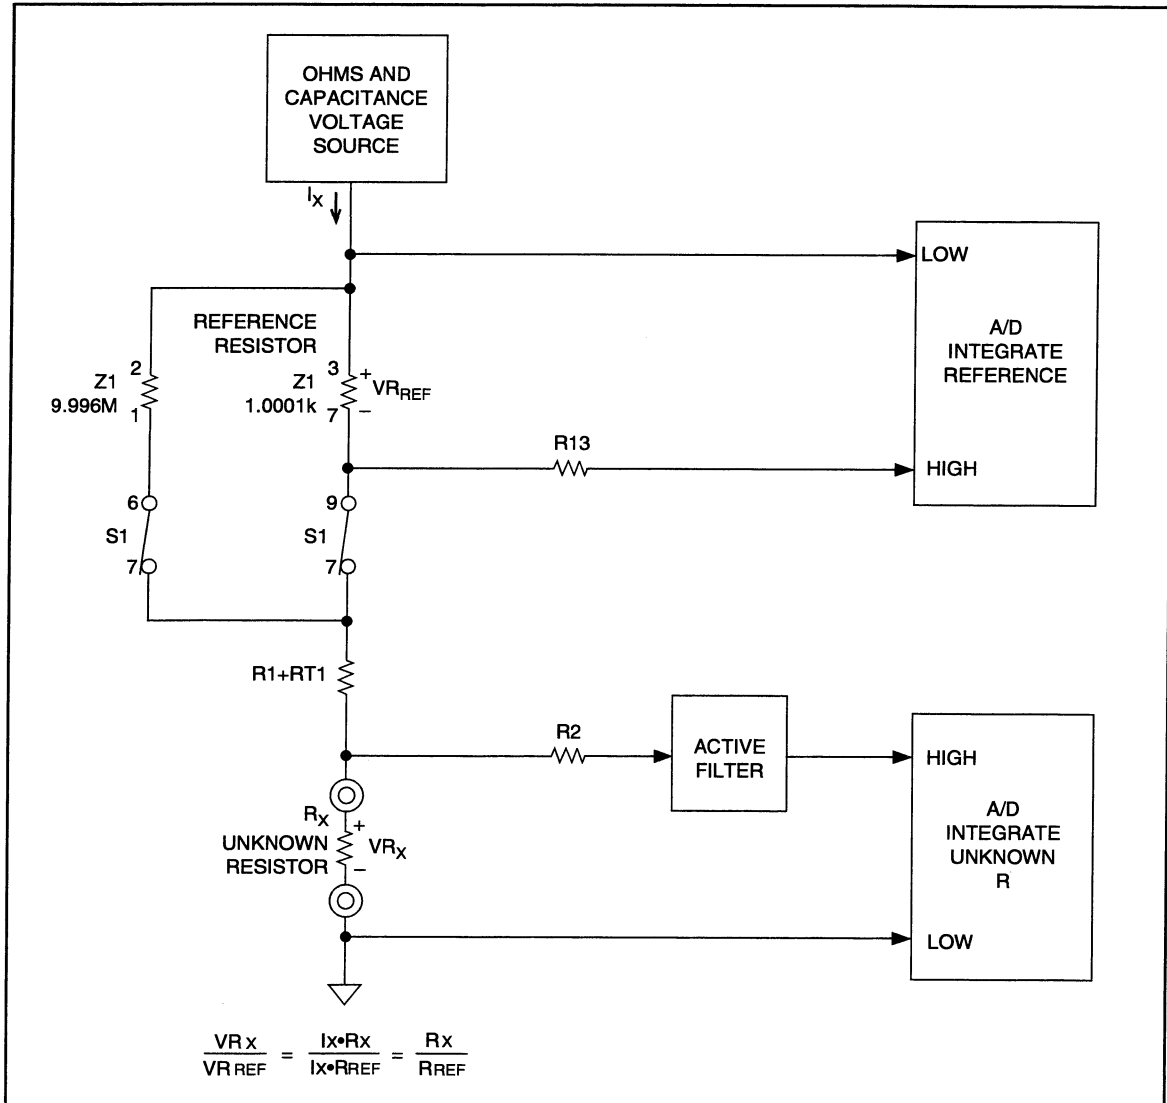 OHMS AND
CAPACITANCE
VOLTAGE
SOURCE
IX
LOW
A/D
INTEGRATE
REFERENCE
HIGH
REFERENCE
RESISTOR
2
Z1
9.996M
1
3
Z1
1.0001k
7
+
VRREF
–
R13
6
S1
7
9
S1
7
R1+RT1
R2
ACTIVE
FILTER
HIGH
A/D
INTEGRATE
UNKNOWN
R
LOW
RX
UNKNOWN
RESISTOR
+
VRX
–
VRX/VRREF = Ix•Rx/Ix•RREF = Rx/RREF